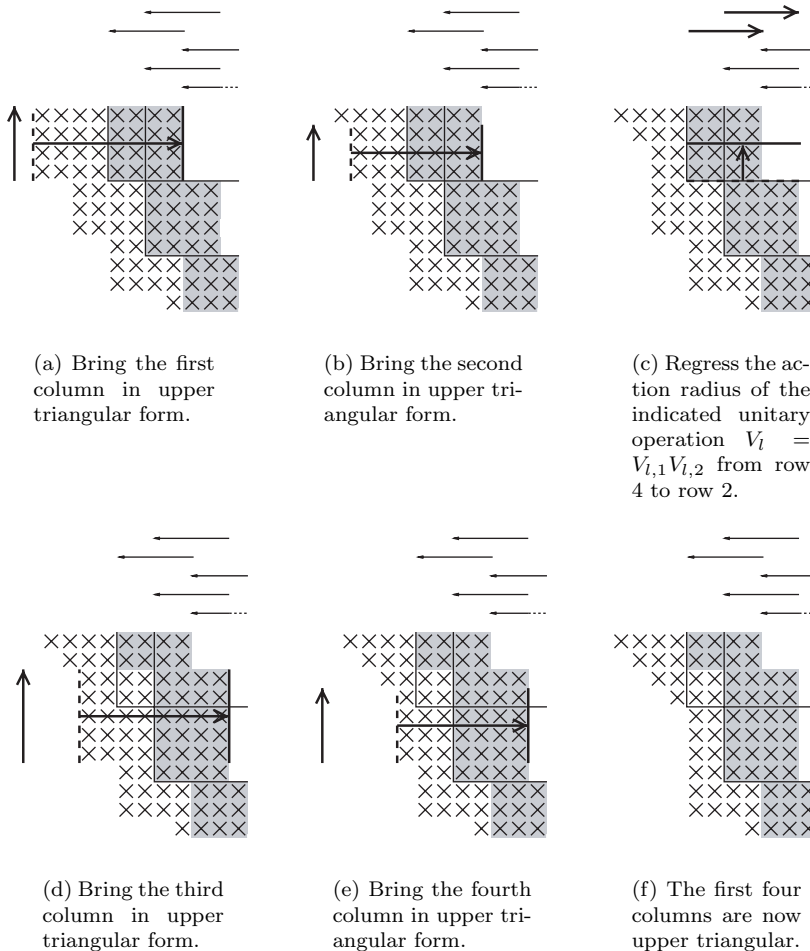 (a) Bring the first
column in upper
triangular form.
(b) Bring the second
column in upper tri-
angular form.
(c) Regress the ac-
tion radius of the
indicated unitary
operation V_l =
V_{l,1}V_{l,2} from row
4 to row 2.
(d) Bring the third
column in upper
triangular form.
(e) Bring the fourth
column in upper tri-
angular form.
(f) The first four
columns are now
upper triangular.